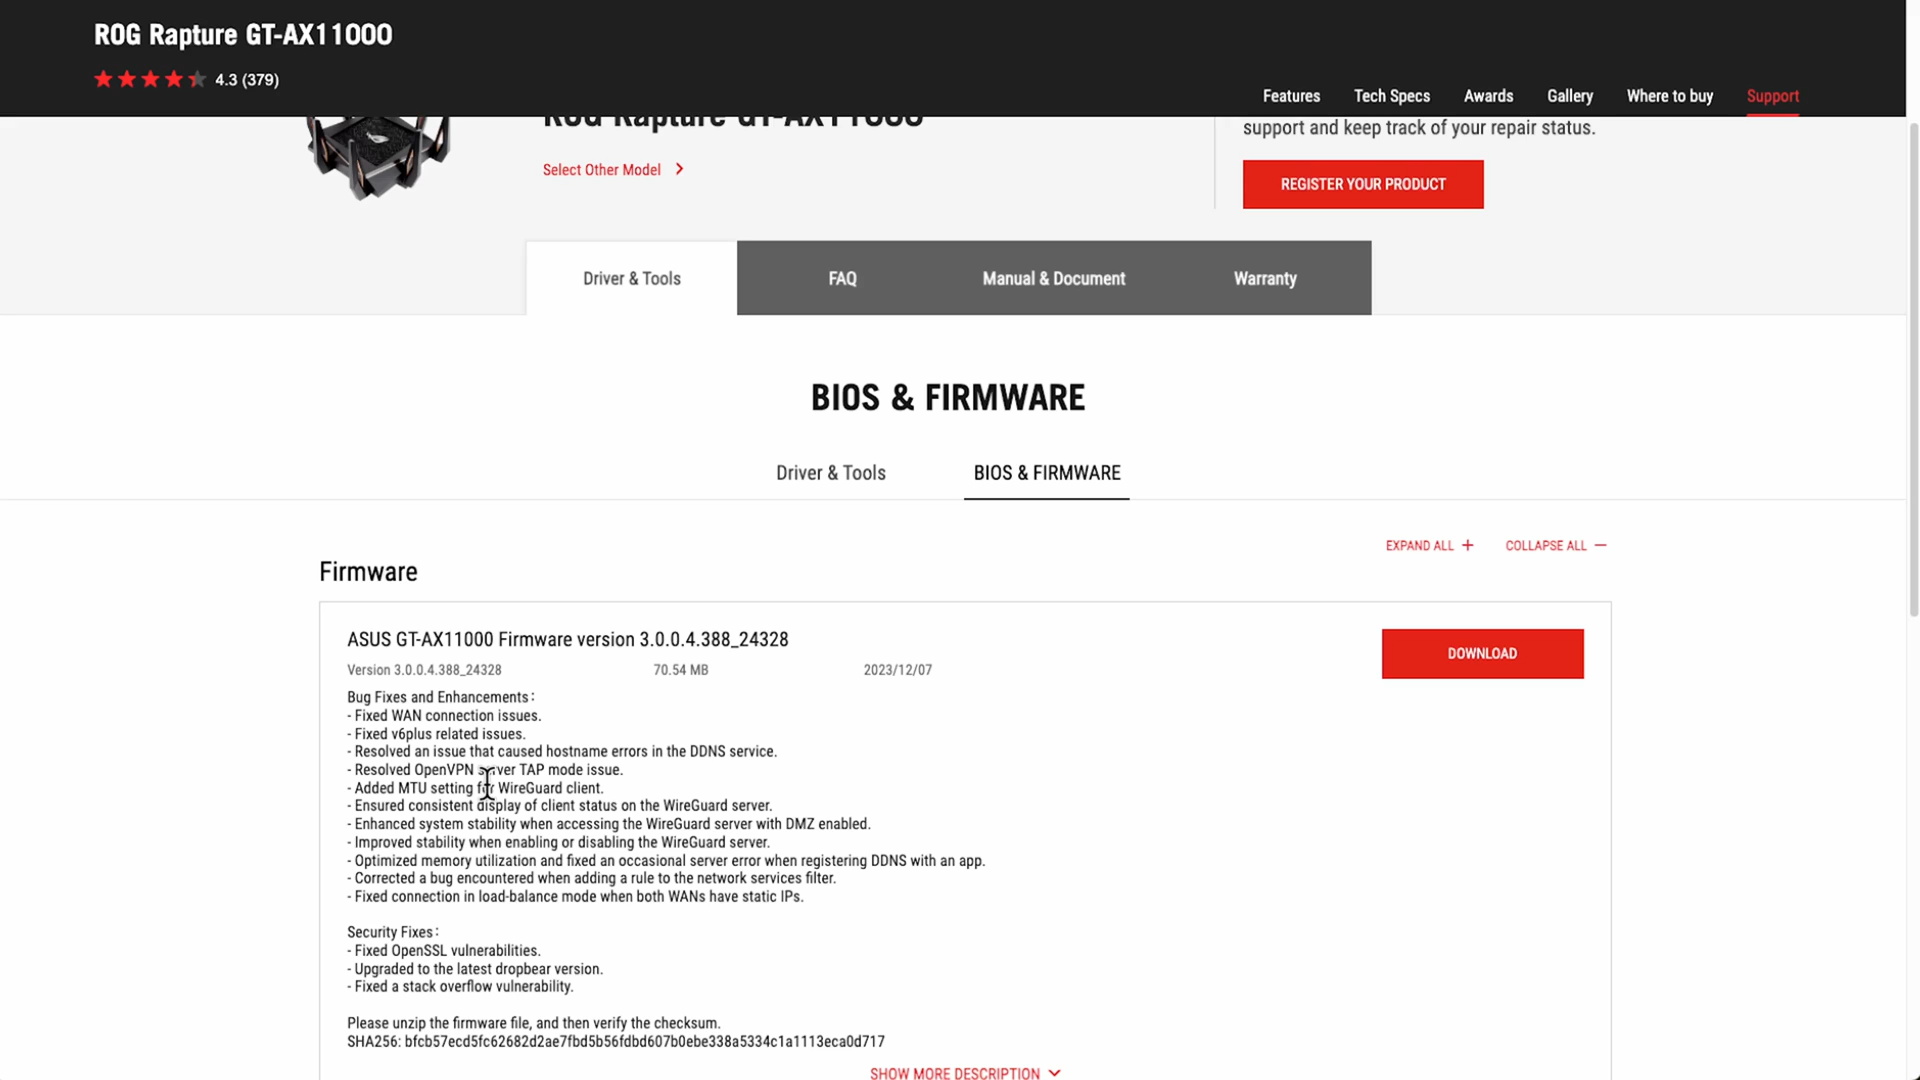 ROG Rapture GT-AX11000
4.3 (379)
Features Tech Specs Awards Gallery Where to buy Support
ROG Rapture GT-AX11000
support and keep track of your repair status.
Select Other Model
REGISTER YOUR PRODUCT
Driver & Tools FAQ Manual & Document Warranty
BIOS & FIRMWARE
Driver & Tools BIOS & FIRMWARE
EXPAND ALL + COLLAPSE ALL −
Firmware
ASUS GT-AX11000 Firmware version 3.0.0.4.388_24328
DOWNLOAD
Version 3.0.0.4.388_24328 70.54 MB 2023/12/07
Bug Fixes and Enhancements:
- Fixed WAN connection issues.
- Fixed v6plus related issues.
- Resolved an issue that caused hostname errors in the DDNS service.
- Resolved OpenVPN server TAP mode issue.
- Added MTU setting for WireGuard client.
- Ensured consistent display of client status on the WireGuard server.
- Enhanced system stability when accessing the WireGuard server with DMZ enabled.
- Improved stability when enabling or disabling the WireGuard server.
- Optimized memory utilization and fixed an occasional server error when registering DDNS with an app.
- Corrected a bug encountered when adding a rule to the network services filter.
- Fixed connection in load-balance mode when both WANs have static IPs.
Security Fixes:
- Fixed OpenSSL vulnerabilities.
- Upgraded to the latest dropbear version.
- Fixed a stack overflow vulnerability.
Please unzip the firmware file, and then verify the checksum.
SHA256: bfcb57ecd5fc62682d2ae7fbd5b56fdbd607b0ebe338a5334c1a1113eca0d717
SHOW MORE DESCRIPTION